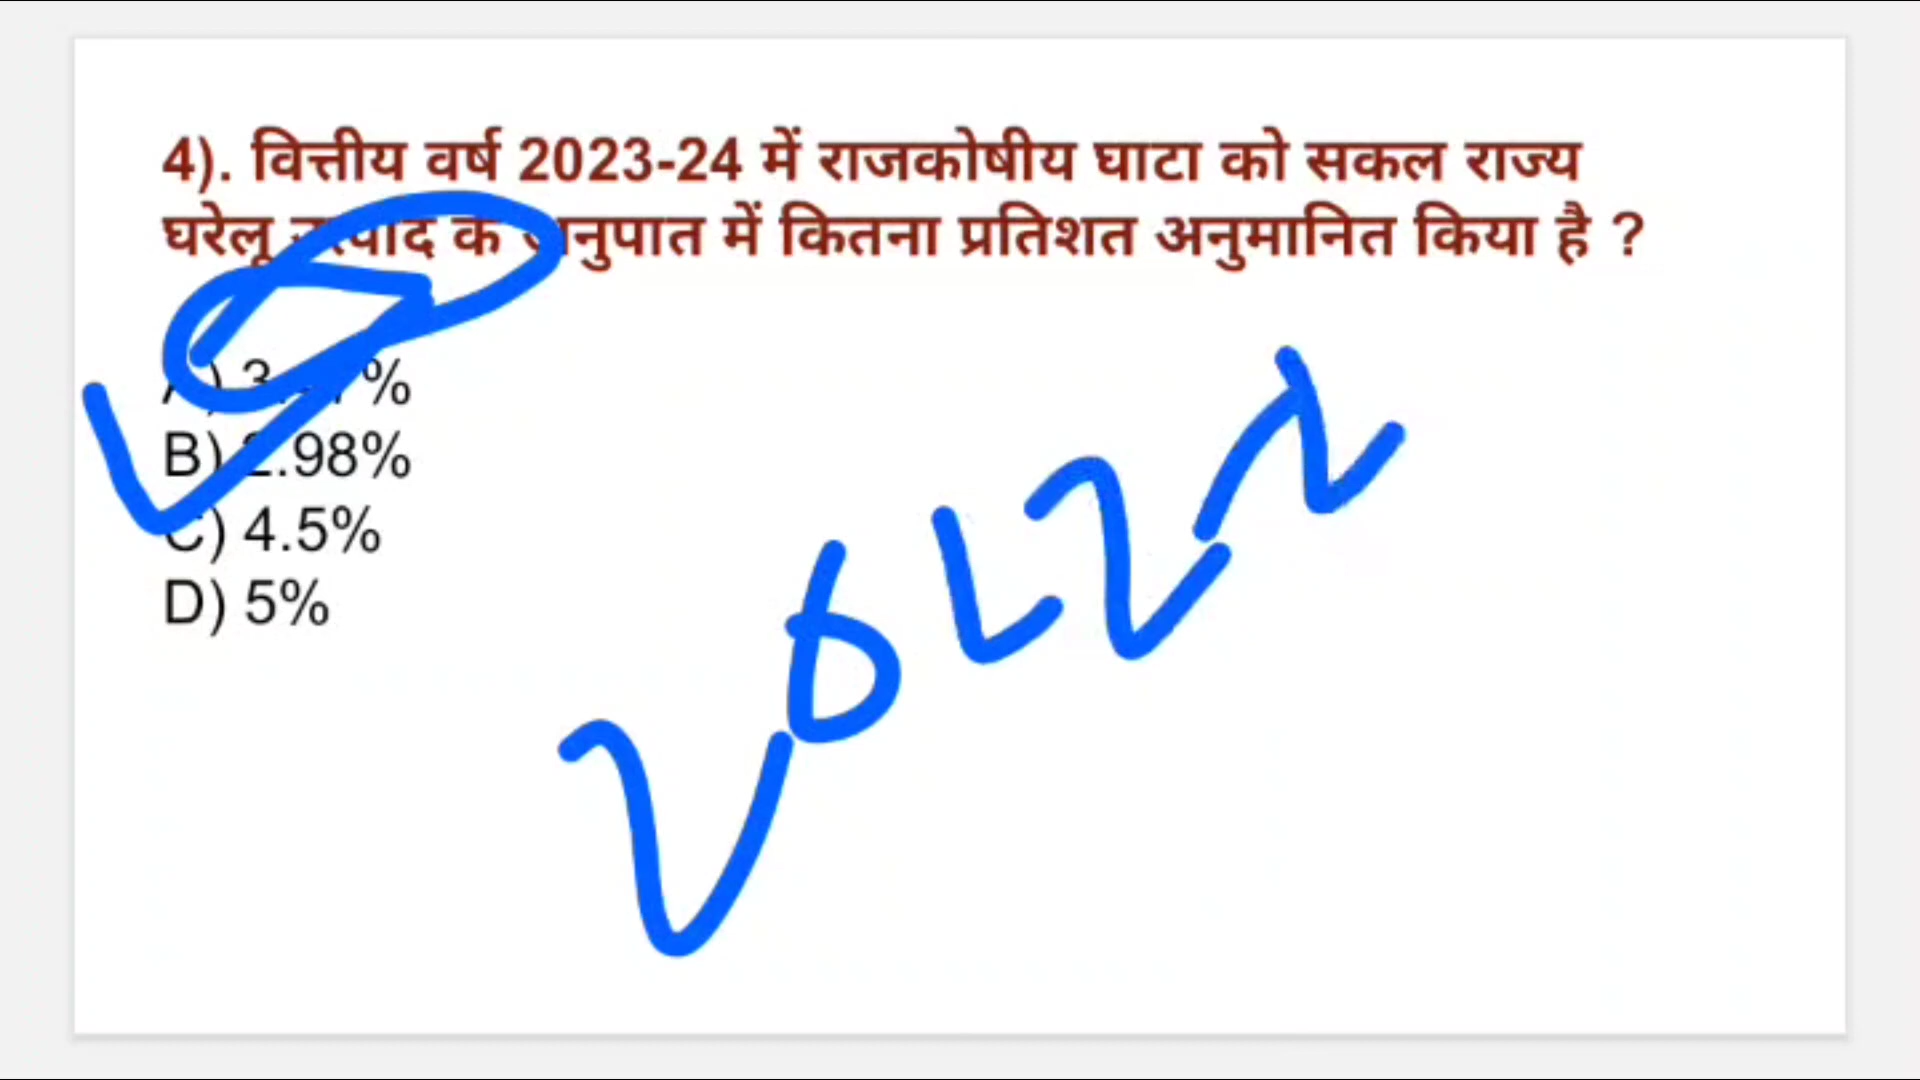 4). वित्तीय वर्ष 2023-24 में राजकोषीय घाटा को सकल राज्य
घरेलू उत्पाद के अनुपात में कितना प्रतिशत अनुमानित किया है ?
B) 2.98%
C) 4.5%
D) 5%